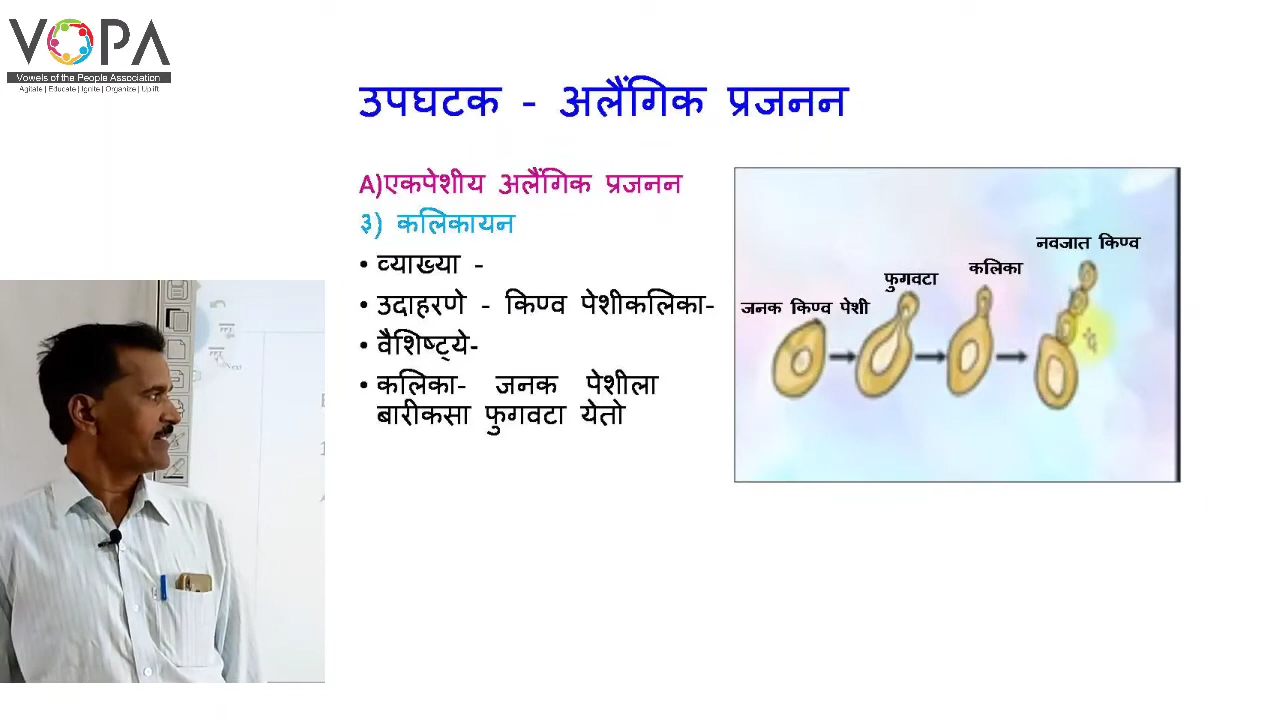 VOPA
Vowels of the People Association
Agitate | Educate | Ignite | Organize | Uplift
उपघटक - अलैंगिक प्रजनन
A)एकपेशीय अलैंगिक प्रजनन
३) कलिकायन
• व्याख्या -
• उदाहरणे - किण्व पेशीकलिका-
• वैशिष्ट्ये-
• कलिका- जनक पेशीला
बारीकसा फुगवटा येतो
जनक किण्व पेशी
फुगवटा
कलिका
नवजात किण्व
Next